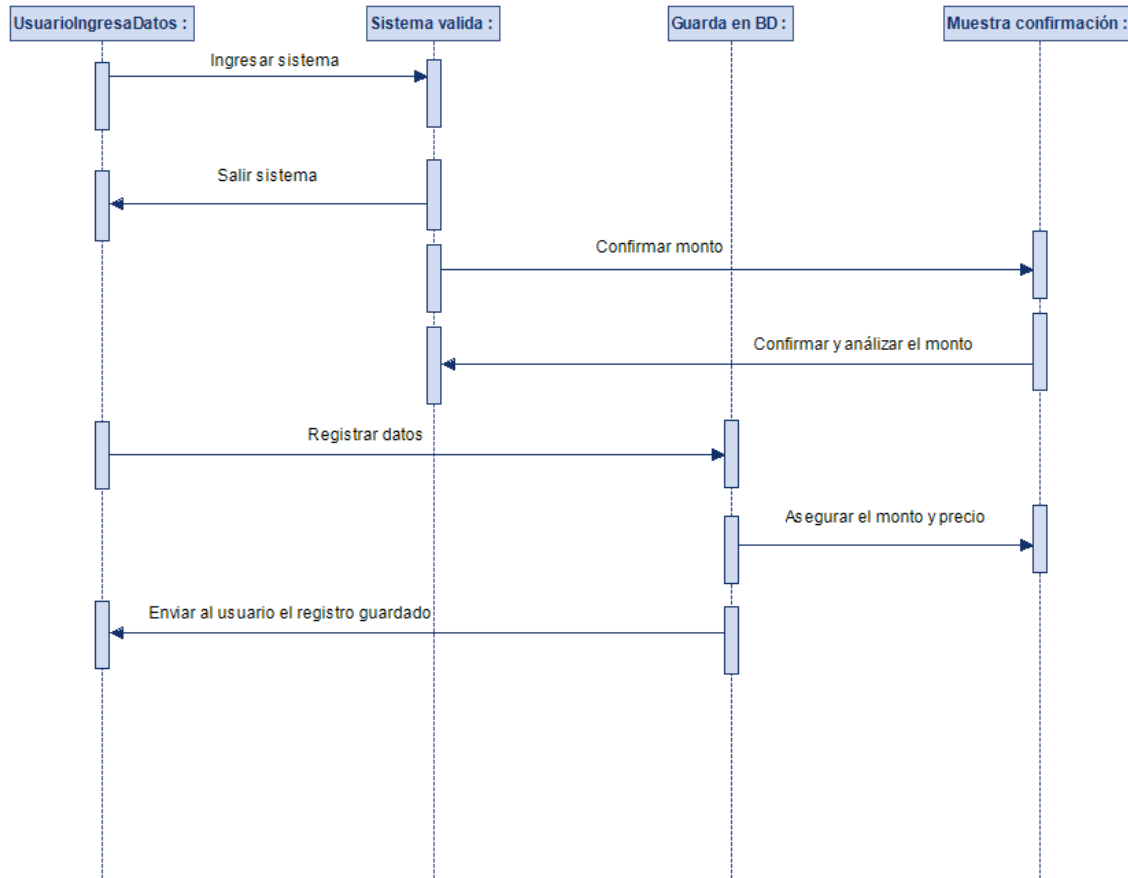 UsuarioIngresaDatos :
Sistema valida :
Guarda en BD :
Muestra confirmación :
Ingresar sistema
Salir sistema
Confirmar monto
Confirmar y análizar el monto
Registrar datos
Asegurar el monto y precio
Enviar al usuario el registro guardado